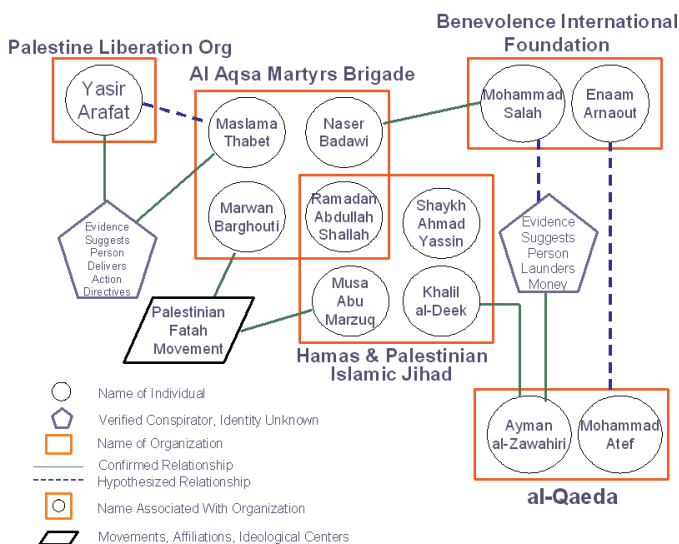 Benevolence International
Foundation
Palestine Liberation Org
Al Aqsa Martyrs Brigade
Yasir
Arafat
Maslama
Thabet
Naser
Badawi
Mohammad
Salah
Enaam
Arnaout
Marwan
Barghouti
Ramadan
Abdullah
Shallah
Shaykh
Ahmad
Yassin
Evidence
Suggests
Person
Delivers
Action
Directives
Evidence
Suggests
Person
Launders
Money
Palestinian
Fatah
Movement
Musa
Abu
Marzuq
Khalil
al-Deek
Hamas & Palestinian
Islamic Jihad
Ayman
al-Zawahiri
Mohammad
Atef
al-Qaeda
Name of Individual
Verified Conspirator, Identity Unknown
Name of Organization
Confirmed Relationship
Hypothesized Relationship
Name Associated With Organization
Movements, Affiliations, Ideological Centers